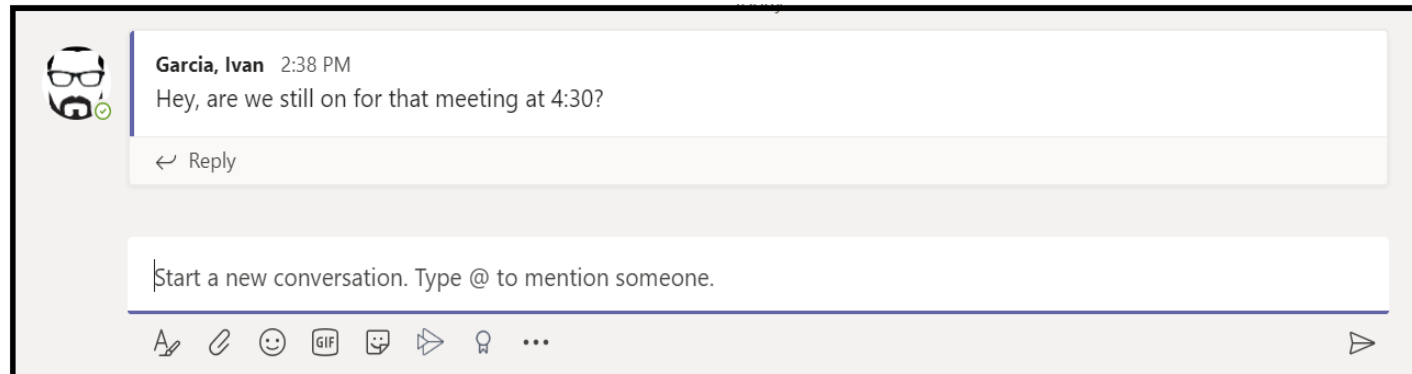 Garcia, Ivan 2:38 PM
Hey, are we still on for that meeting at 4:30?
Reply
Start a new conversation. Type @ to mention someone.
GIF